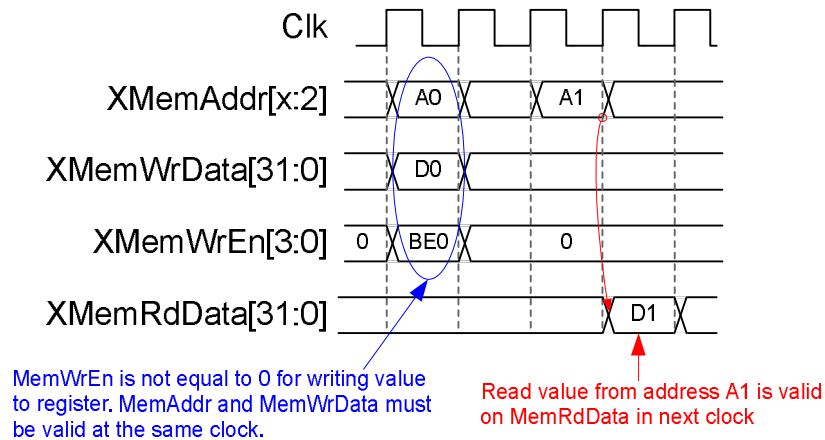 Clk
XMemAddr[x:2] A0 A1
XMemWrData[31:0] D0
XMemWrEn[3:0] 0 BE0 0
XMemRdData[31:0] D1
MemWrEn is not equal to 0 for writing value
to register. MemAddr and MemWrData must
be valid at the same clock.
Read value from address A1 is valid
on MemRdData in next clock